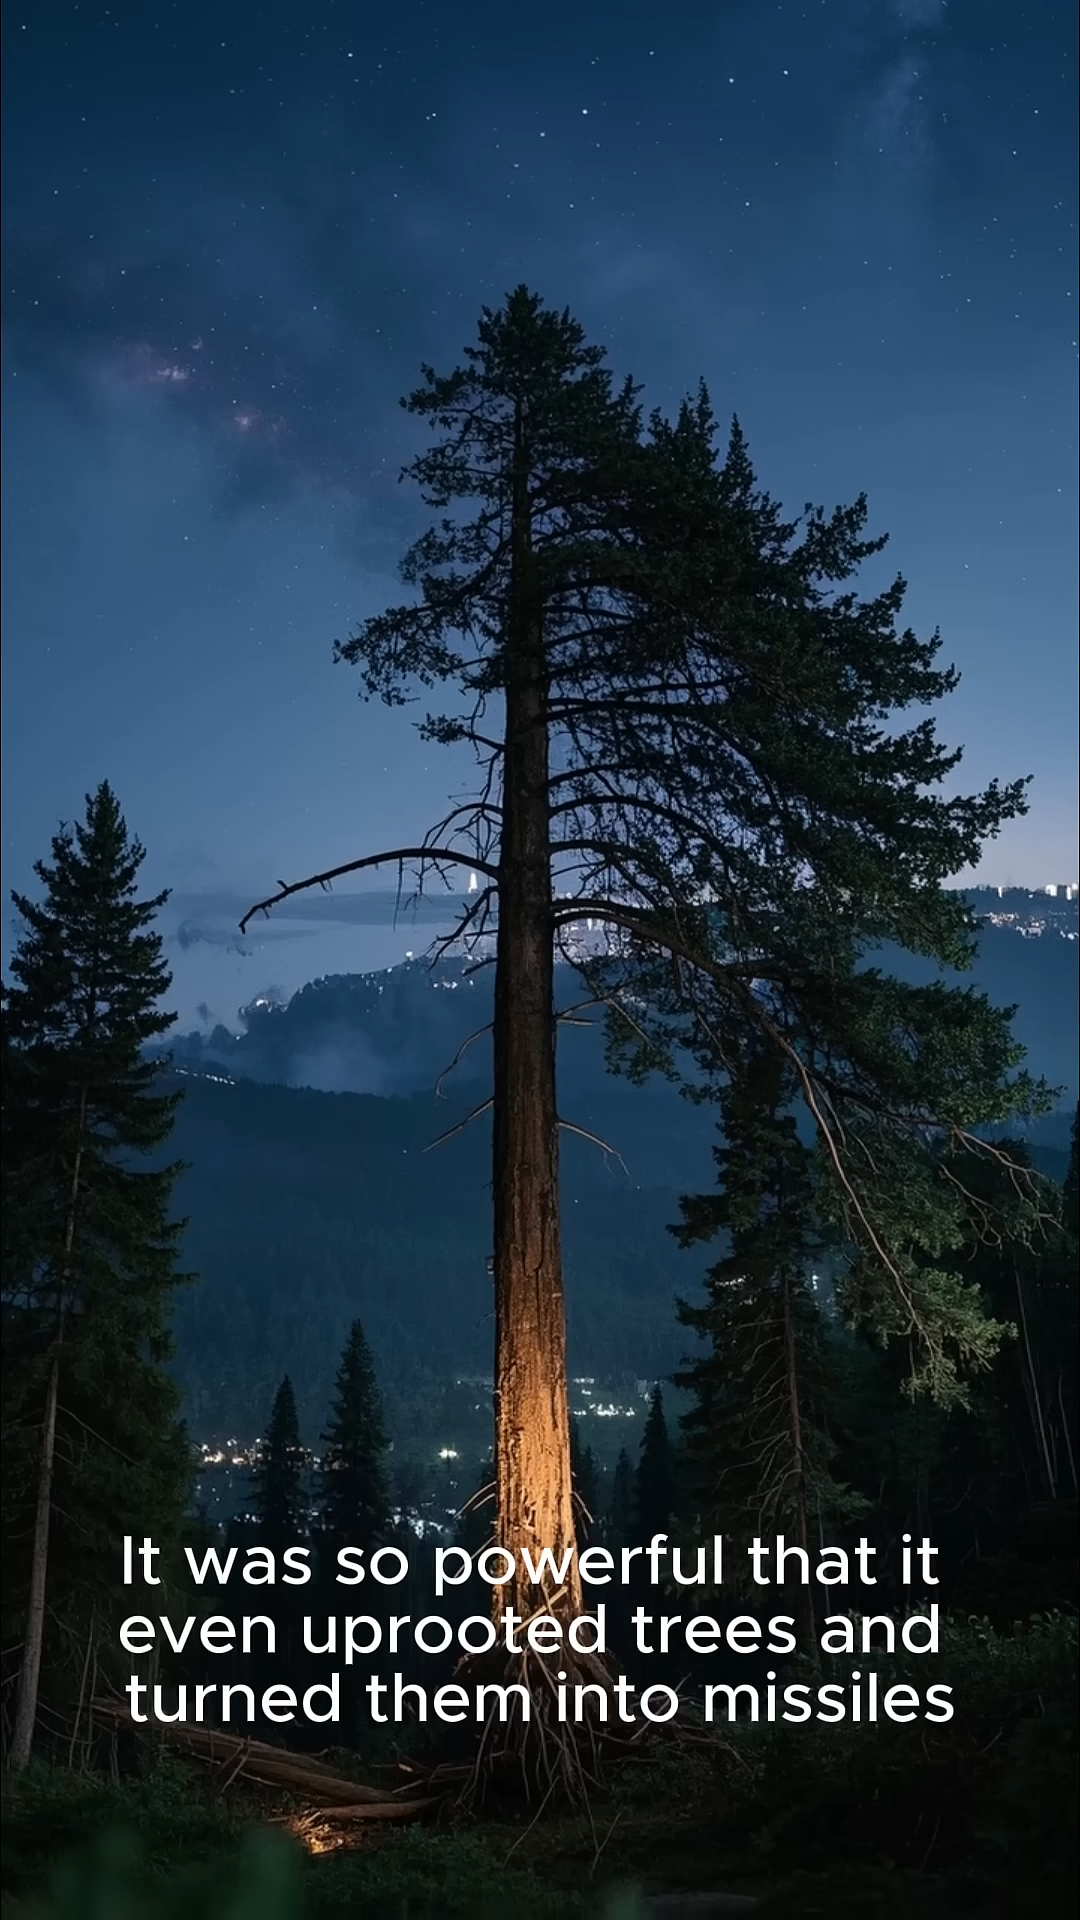 It was so powerful that it
even uprooted trees and
turned them into missiles